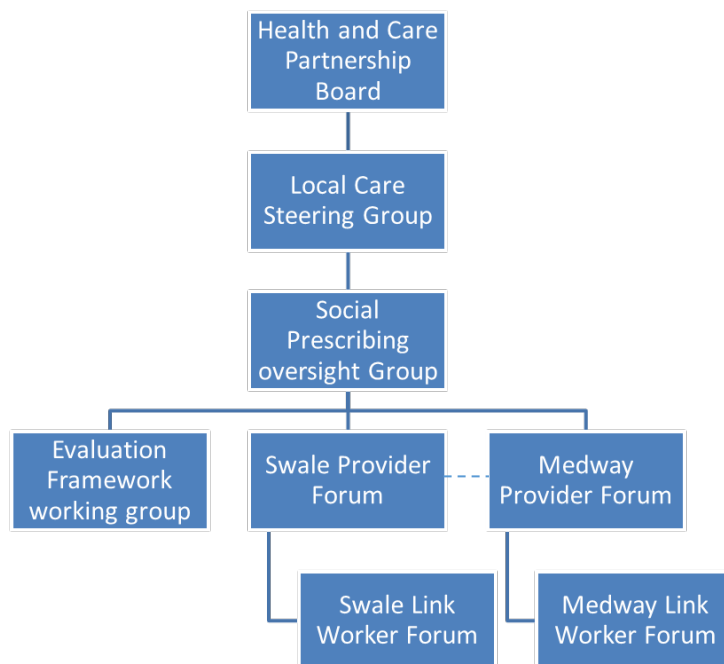 Health and Care
Partnership
Board
Local Care
Steering Group
Social
Prescribing
oversight Group
Evaluation
Framework
working group
Swale Provider
Forum
Medway
Provider Forum
Swale Link
Worker Forum
Medway Link
Worker Forum